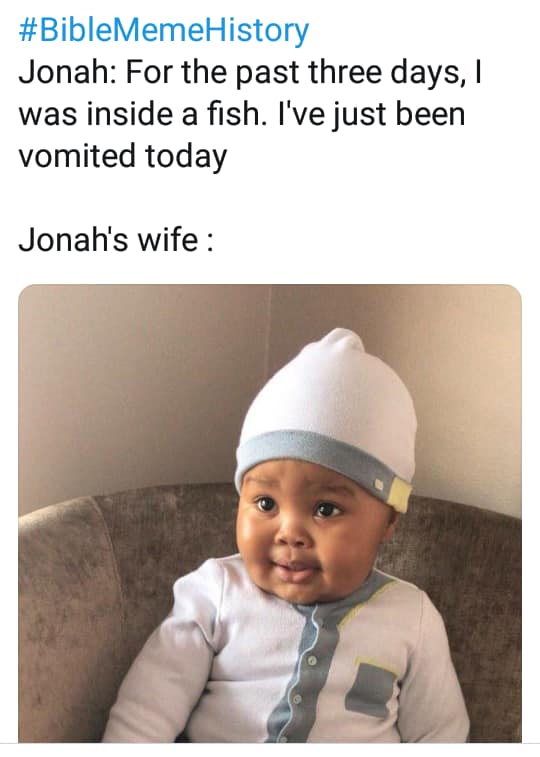 #BibleMemeHistory
Jonah: For the past three days, I
was inside a fish. I've just been
vomited today
Jonah's wife :